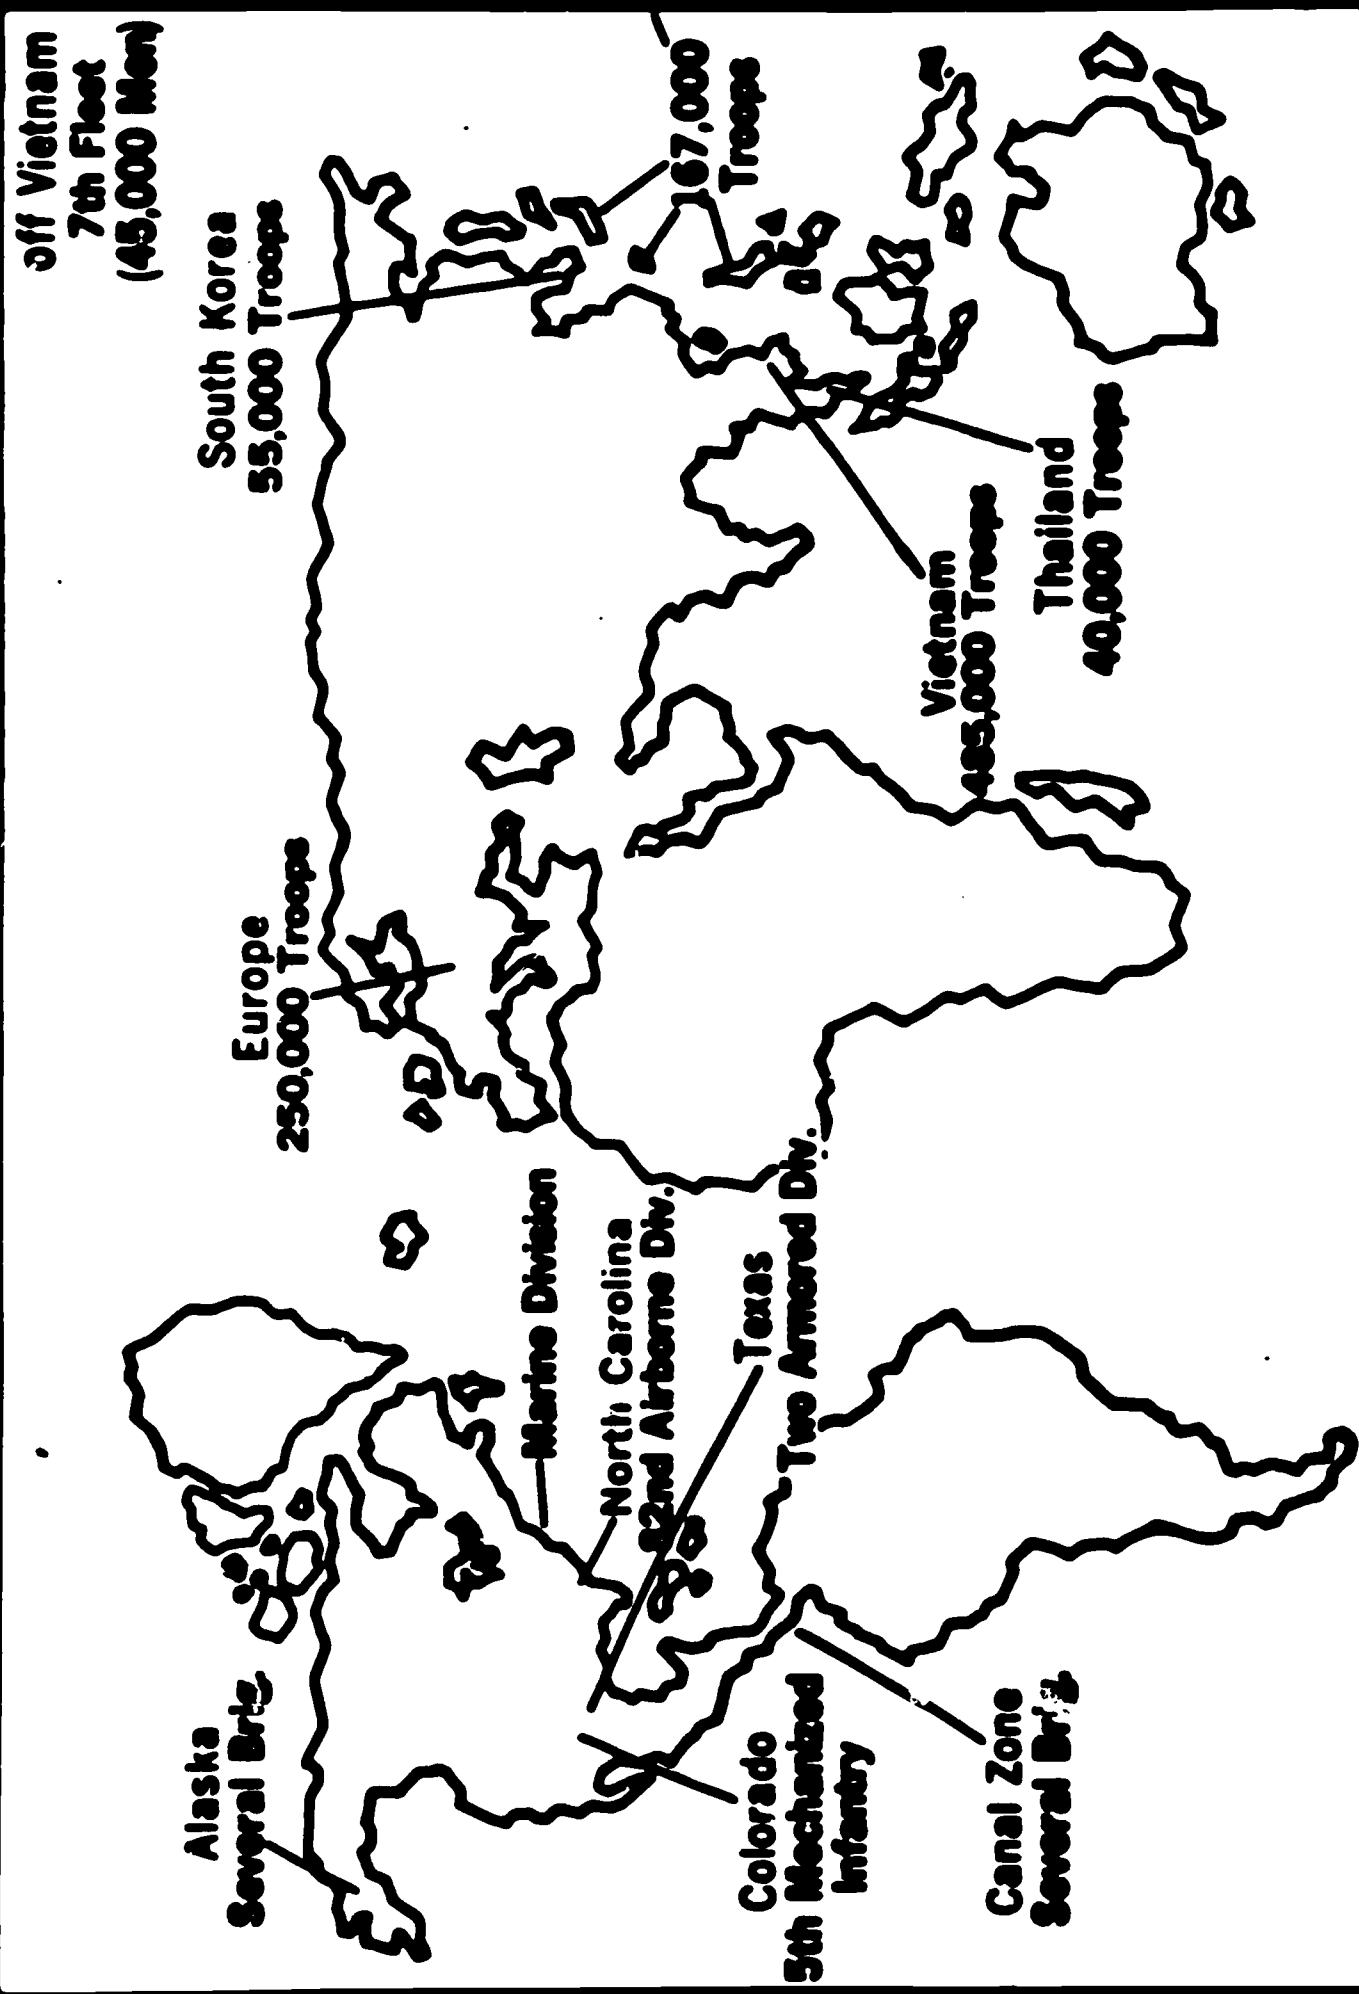 off Vietnam
7th Fleet
(45,000 Men)
Alaska
Several Brig.
Europe
250,000 Troops
South Korea
55,000 Troops
Marine Division
North Carolina
82nd Airborne Div.
167,000
Troops
Texas
Two Armored Div.
Colorado
5th Mechanized
Infantry
Vietnam
485,000 Troops
Canal Zone
Several Brig.
Thailand
40,000 Troops